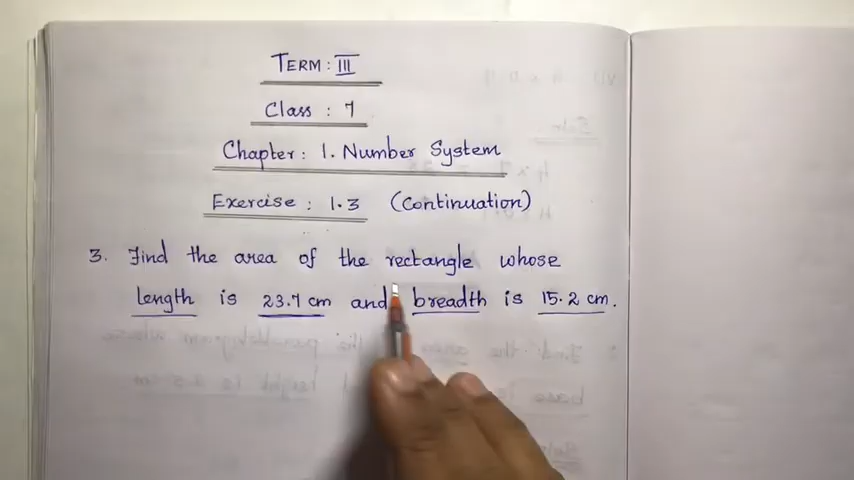 TERM: III
Class : 7
Chapter: 1. Number System
Exercise : 1.3 (Continuation)
3. Find the area of the rectangle whose
length is 23.7 cm and breadth is 15.2 cm.